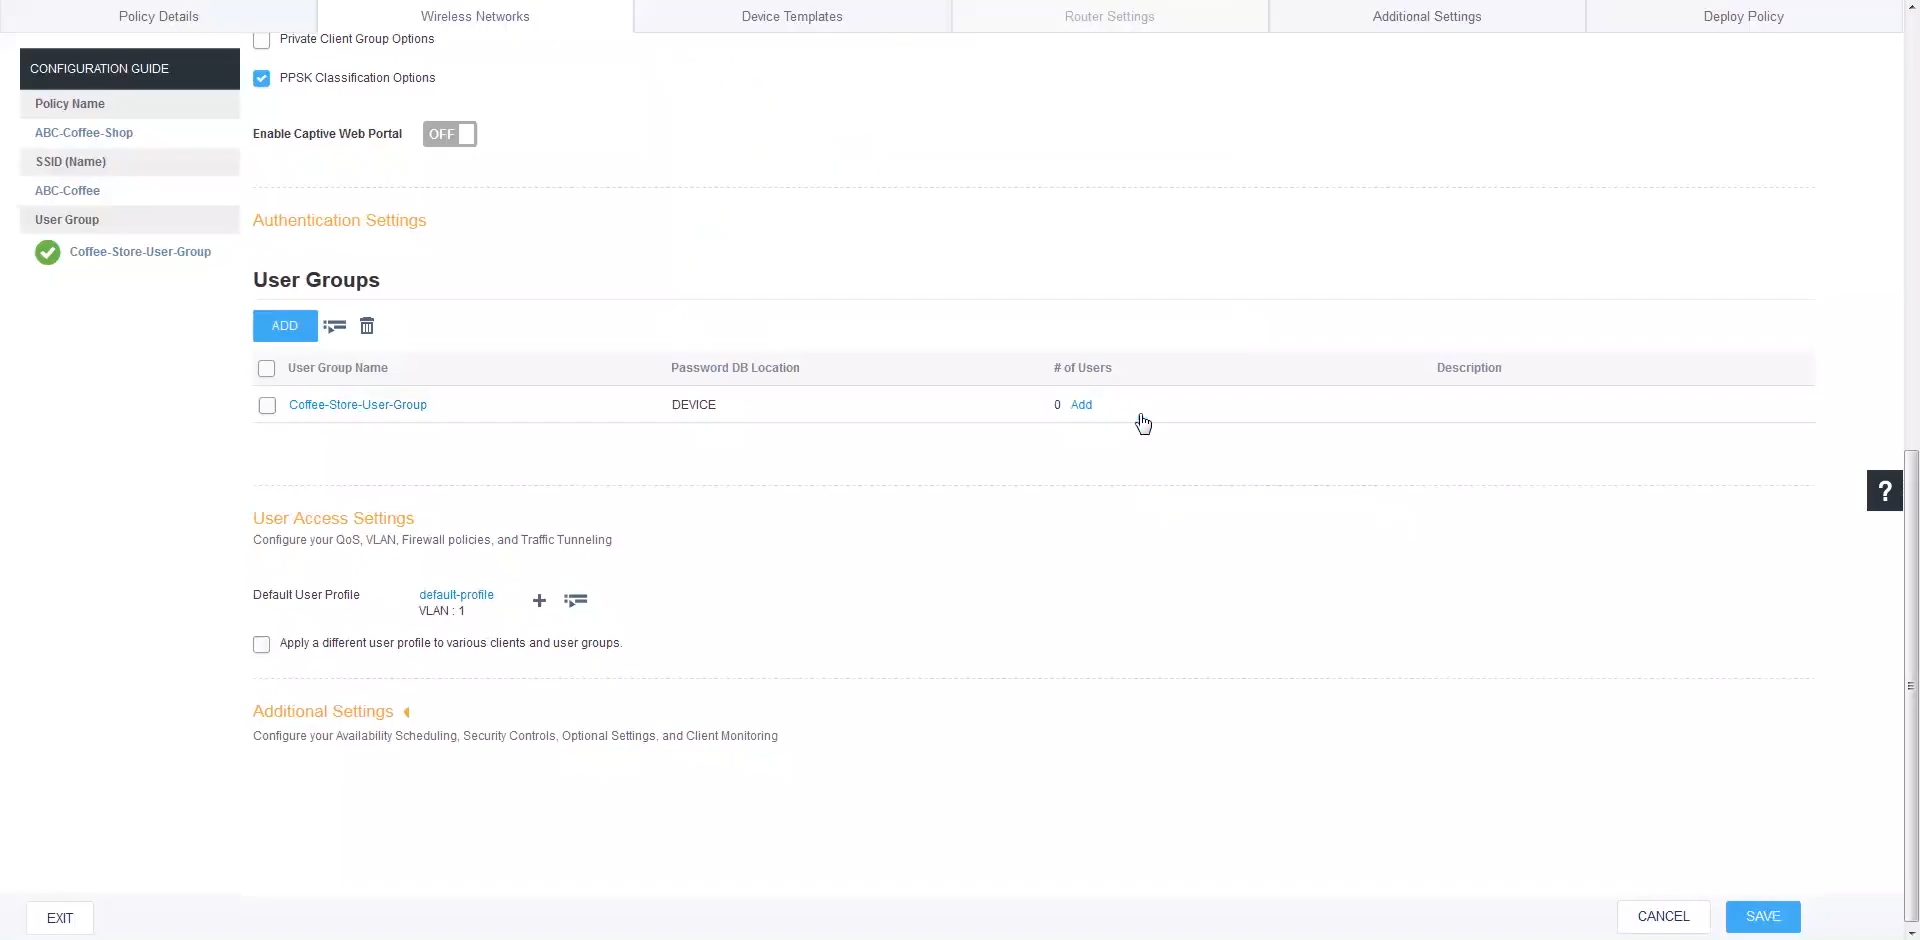 Policy Details
Wireless Networks
Device Templates
Router Settings
Additional Settings
Deploy Policy
CONFIGURATION GUIDE
Policy Name
ABC-Coffee-Shop
SSID (Name)
ABC-Coffee
User Group
Coffee-Store-User-Group
Private Client Group Options
PPSK Classification Options
Enable Captive Web Portal OFF
Authentication Settings
User Groups
ADD
User Group Name Password DB Location # of Users Description
Coffee-Store-User-Group DEVICE 0 Add
?
User Access Settings
Configure your QoS, VLAN, Firewall policies, and Traffic Tunneling
Default User Profile default-profile
VLAN : 1
Apply a different user profile to various clients and user groups.
Additional Settings
Configure your Availability Scheduling, Security Controls, Optional Settings, and Client Monitoring
EXIT
CANCEL
SAVE